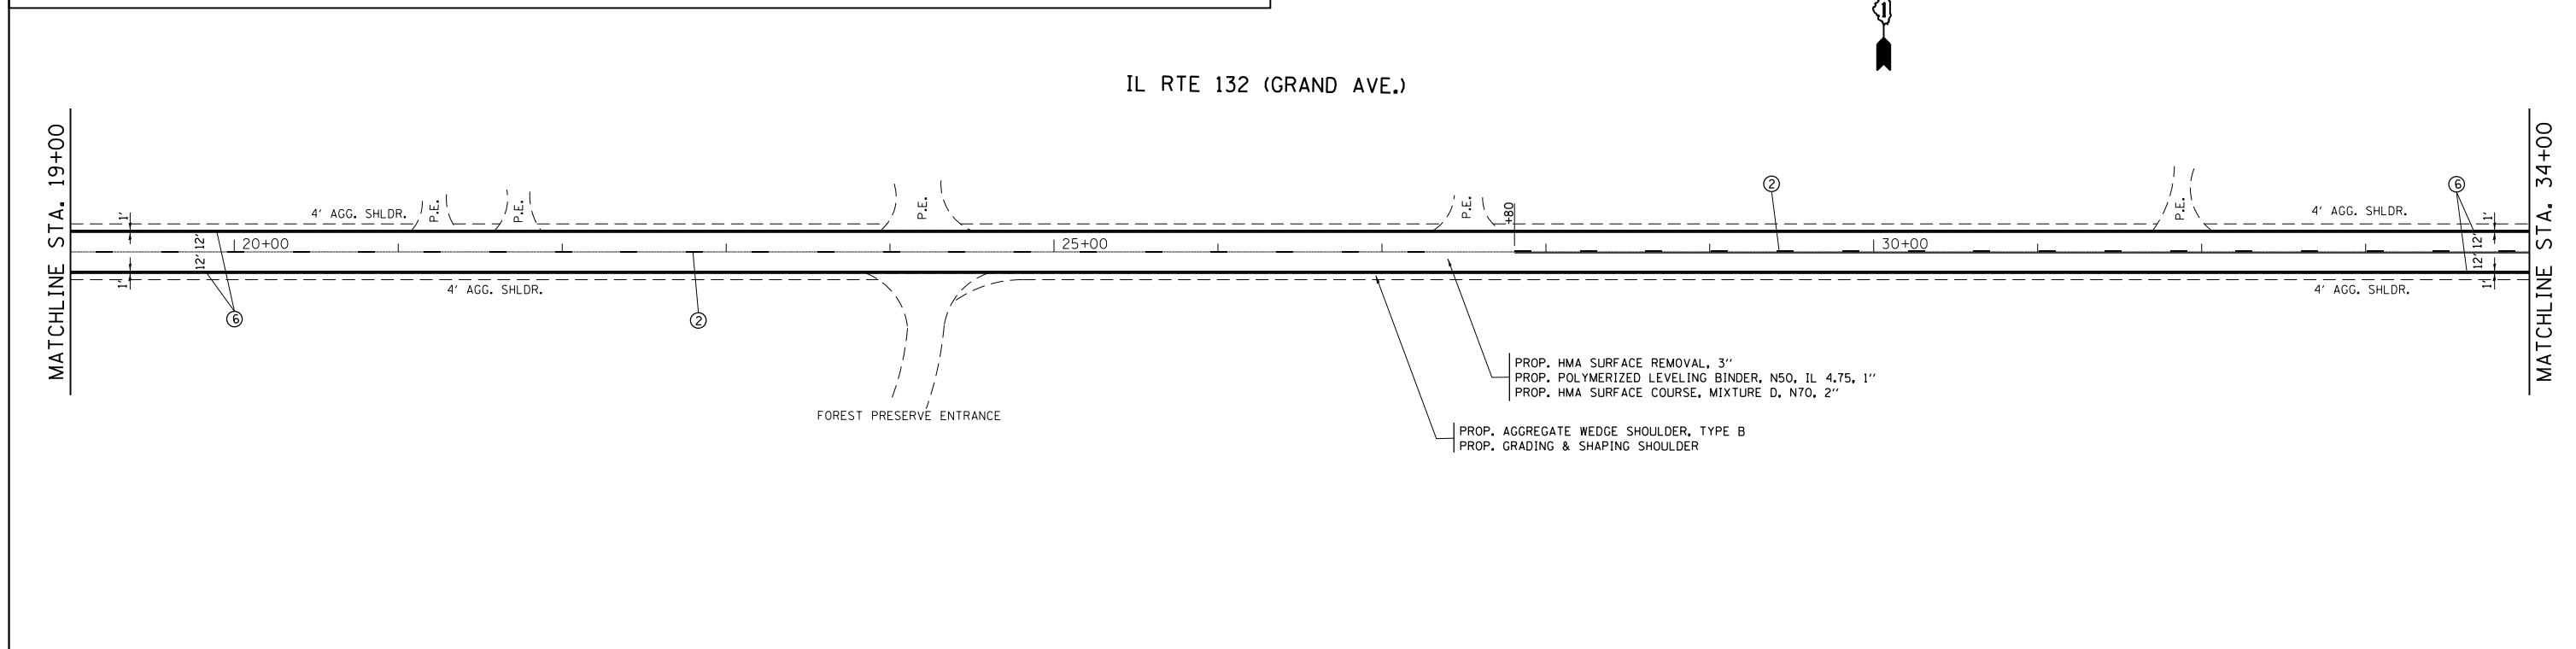 1
IL RTE 132 (GRAND AVE.)
MATCHLINE STA. 19+00
MATCHLINE STA. 34+00
1'
4' AGG. SHLDR.
P.E.
P.E.
P.E.
P.E.
+80
2
P.E.
4' AGG. SHLDR.
6
1'
12'
20+00
25+00
30+00
12'
12'
12'
1'
4' AGG. SHLDR.
6
2
4' AGG. SHLDR.
1'
PROP. HMA SURFACE REMOVAL, 3"
PROP. POLYMERIZED LEVELING BINDER, N50, IL 4.75, 1"
PROP. HMA SURFACE COURSE, MIXTURE D, N70, 2"
FOREST PRESERVE ENTRANCE
PROP. AGGREGATE WEDGE SHOULDER, TYPE B
PROP. GRADING & SHAPING SHOULDER